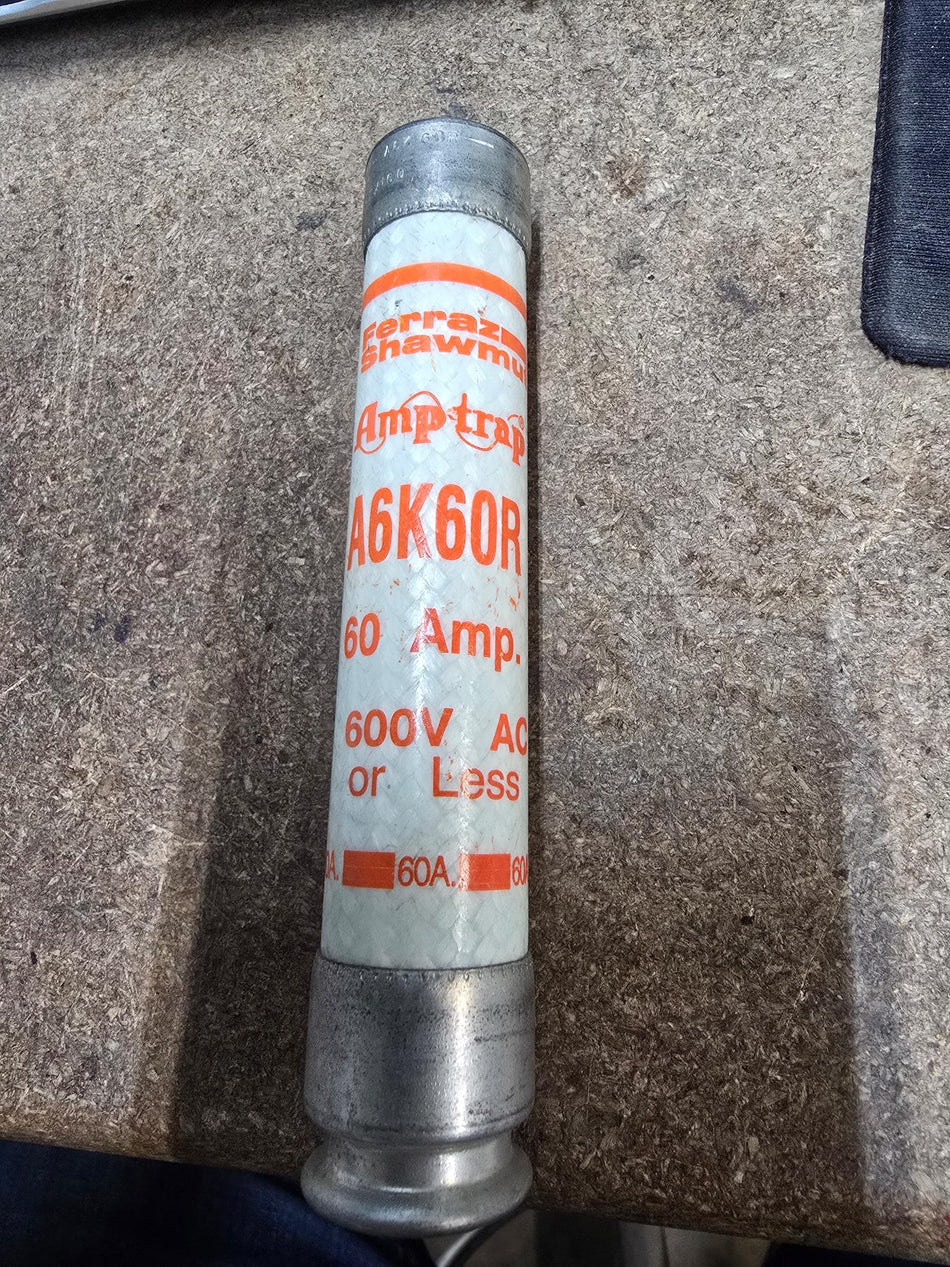 Ferraz
Shawmu
Amp-trap®
A6K60R
60 Amp.
600V AC
or Less
60A.